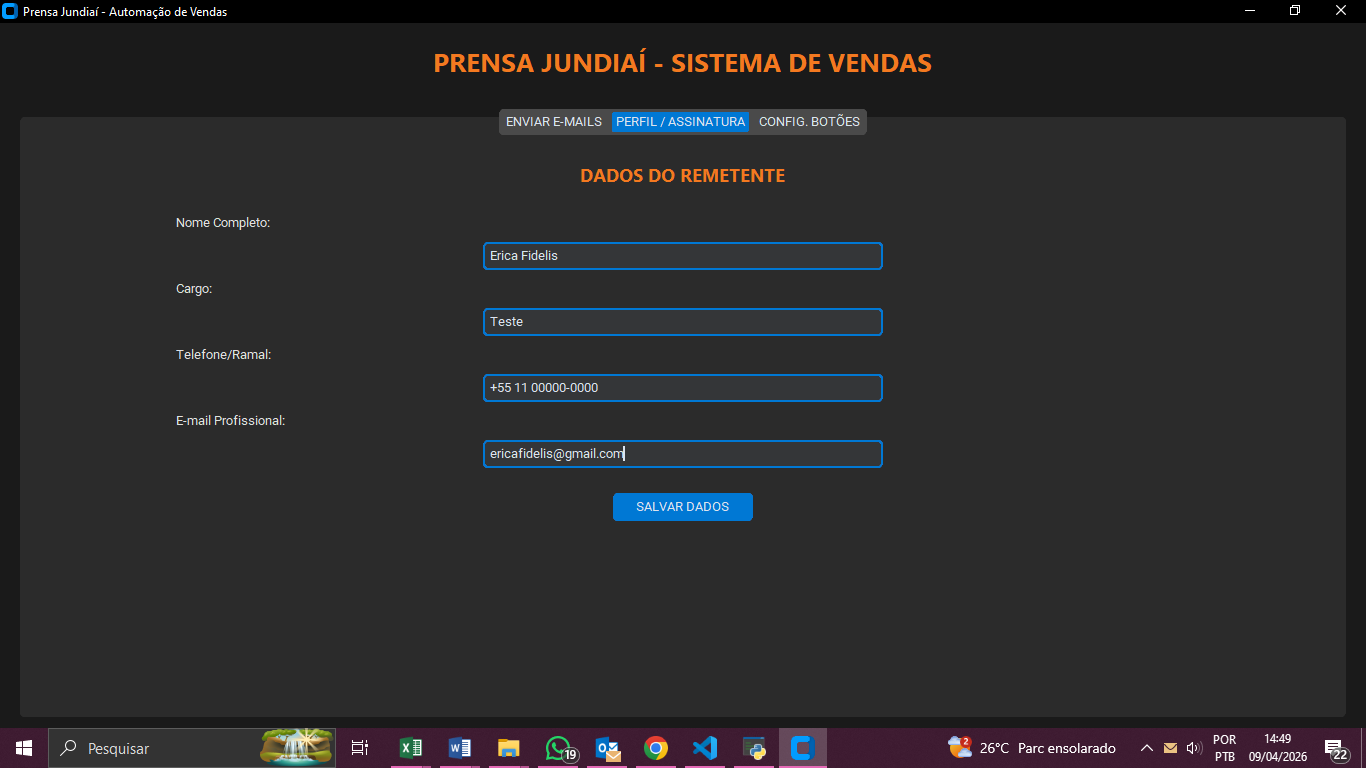 Prensa Jundiaí - Automação de Vendas
PRENSA JUNDIAÍ - SISTEMA DE VENDAS
ENVIAR E-MAILS PERFIL / ASSINATURA CONFIG. BOTÕES
DADOS DO REMETENTE
Nome Completo:
Erica Fidelis
Cargo:
Teste
Telefone/Ramal:
+55 11 00000-0000
E-mail Profissional:
ericafidelis@gmail.com
SALVAR DADOS
Pesquisar
19
2
26°C Parc ensolarado
POR
PTB
14:49
09/04/2026
22